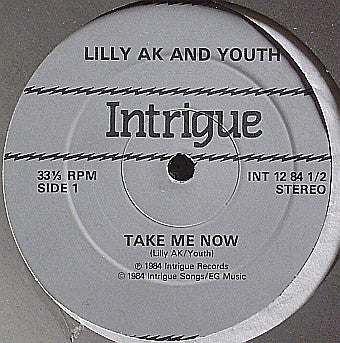 LILLY AK AND YOUTH
Intrigue
33⅓ RPM
SIDE 1
INT 12 84 1/2
STEREO
TAKE ME NOW
(Lilly AK/Youth)
℗ 1984 Intrigue Records
© 1984 Intrigue Songs/EG Music